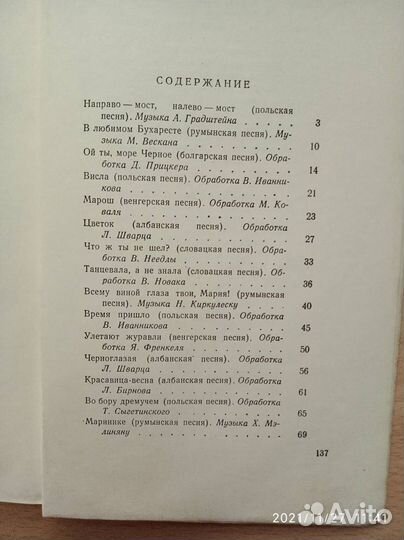 СОДЕРЖАНИЕ
Направо — мост, налево — мост (польская
песня). Музыка А. Градштейна . . . . . 3
В любимом Бухаресте (румынская песня). Му-
зыка М. Вескана . . . . . . . . 10
Ой ты, море Черное (болгарская песня). Обра-
ботка Д. Прицкера . . . . . . . 14
Висла (польская песня). Обработка В. Иванни-
кова . . . . . . . . . . . 21
Марош (венгерская песня). Обработка М. Ко-
валя . . . . . . . . . . . 23
Цветок (албанская песня). Обработка
Л. Шварца . . . . . . . . . 27
Что ж ты не шел? (словацкая песня). Обра-
ботка В. Неедлы . . . . . . . . 33
Танцевала, а не знала (словацкая песня). Об-
работка В. Новака . . . . . . . 36
Всему виной глаза твои, Мария! (румынская
песня). Музыка Н. Киркулеску . . . . 40
Время пришло (польская песня). Обработка
В. Иванникова . . . . . . . . 45
Улетают журавли (венгерская песня). Обра-
ботка Я. Френкеля . . . . . . . 50
Черноглазая (албанская песня). Обработка
Л. Шварца . . . . . . . . . 56
Красавица-весна (албанская песня). Обработка
Л. Бирнова . . . . . . . . . 61
Во бору дремучем (польская песня). Обработка
Т. Сыгетинского . . . . . . . . 65
Маринике (румынская песня). Музыка Х. Мэ-
линяну . . . . . . . . . . 69
137
2021/11/27 11:41
Avito